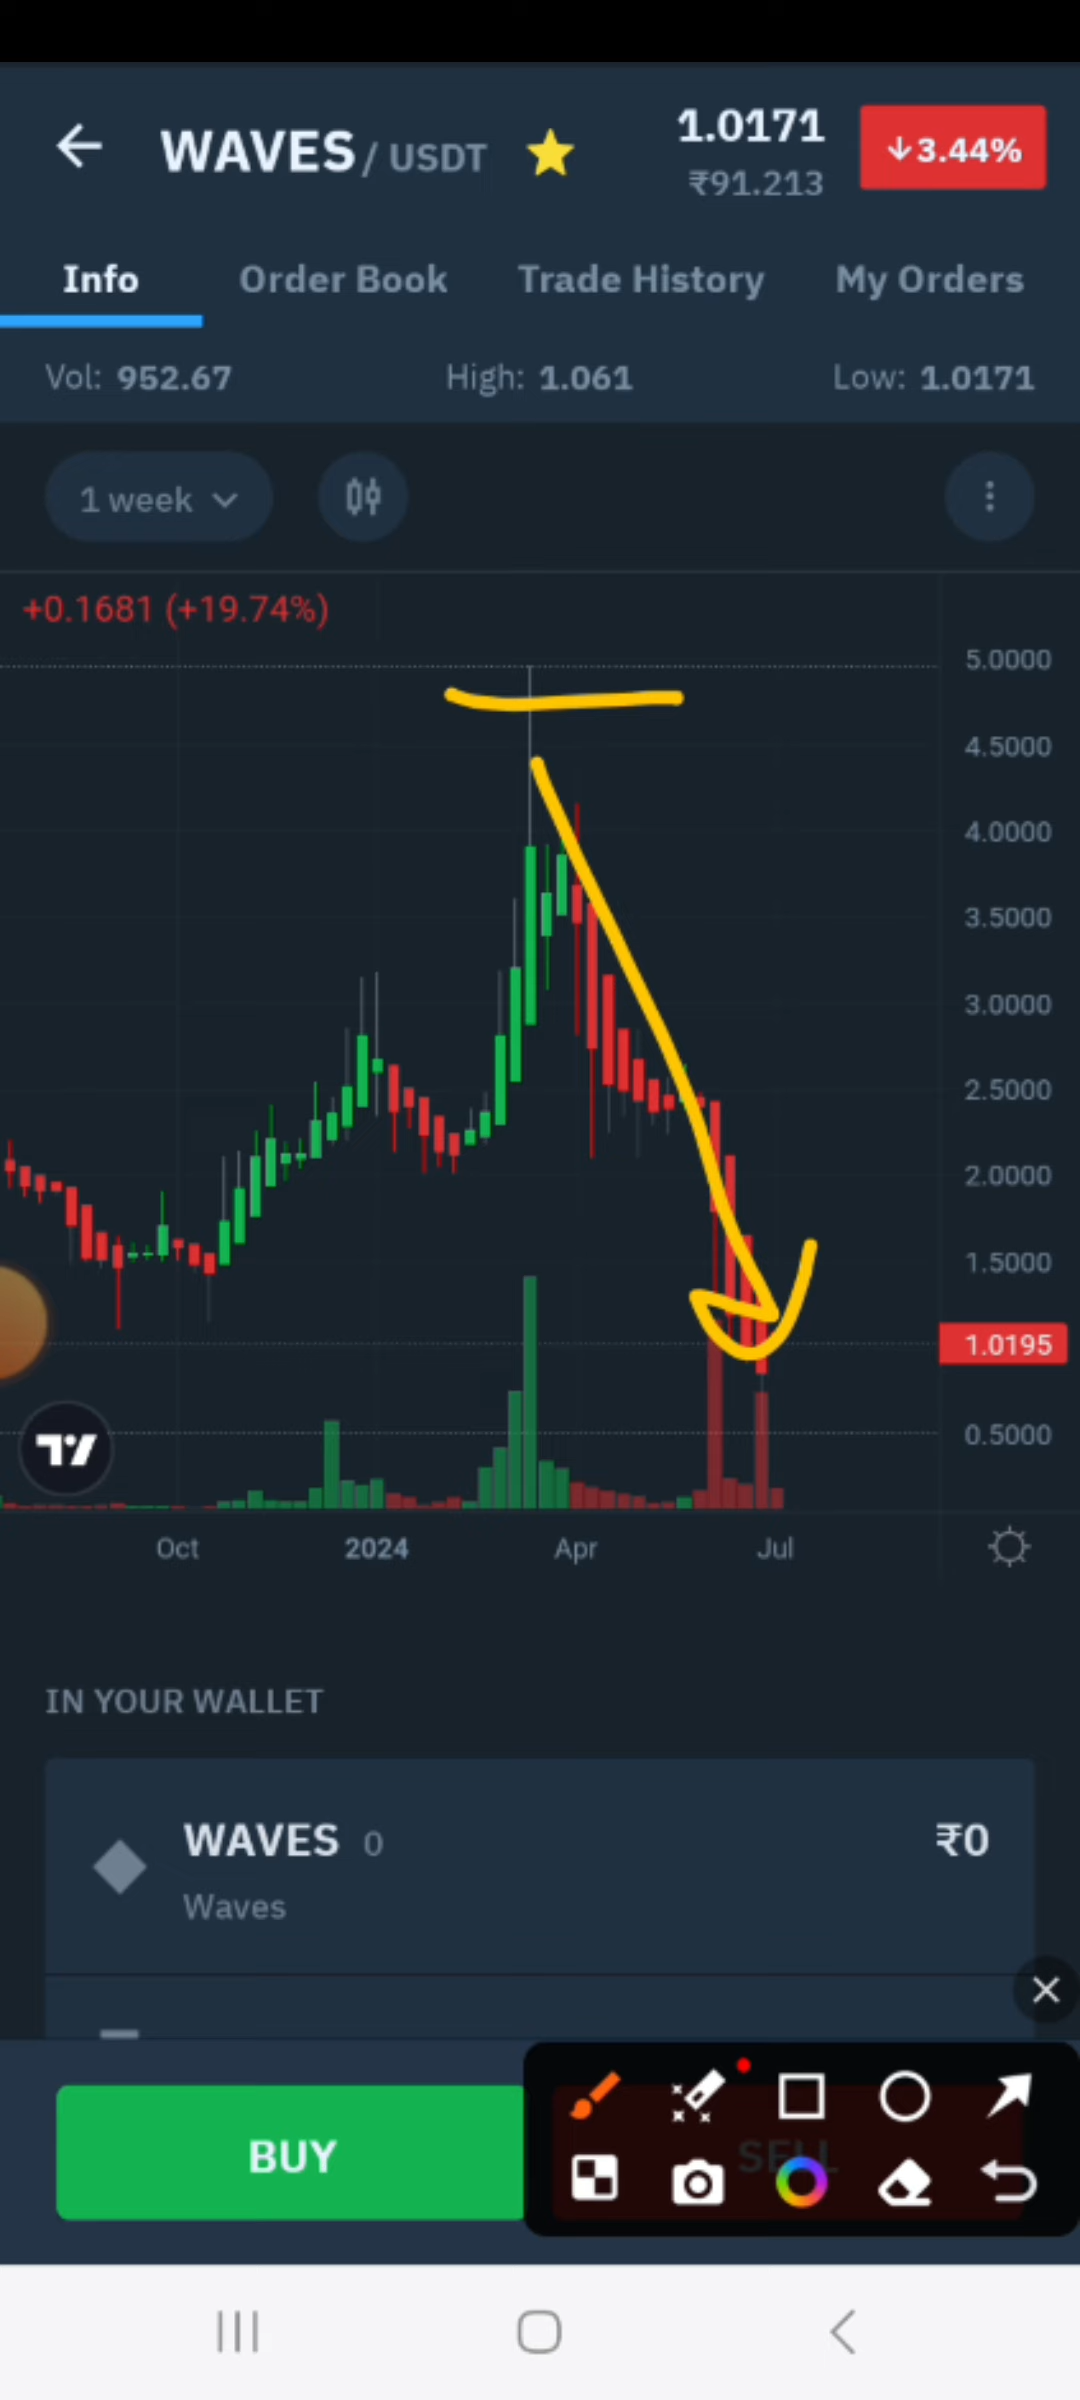 WAVES / USDT 1.0171 ↓3.44%
₹91.213
Info Order Book Trade History My Orders
Vol: 952.67 High: 1.061 Low: 1.0171
1 week
+0.1681 (+19.74%)
5.0000
4.5000
4.0000
3.5000
3.0000
2.5000
2.0000
1.5000
1.0195
0.5000
Oct 2024 Apr Jul
IN YOUR WALLET
WAVES 0 ₹0
Waves
BUY SELL